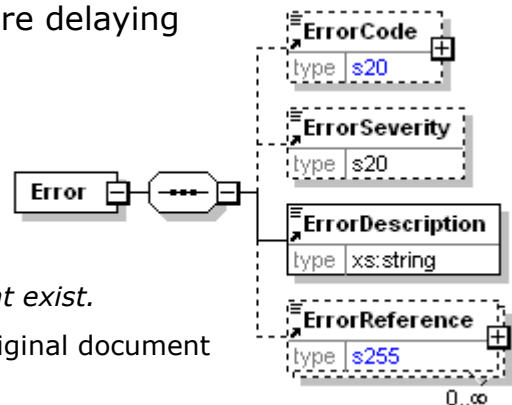 re delaying
ErrorCode
type s20
ErrorSeverity
type s20
Error
ErrorDescription
type xs:string
t exist.
ErrorReference
iginal document
type s255
0..∞